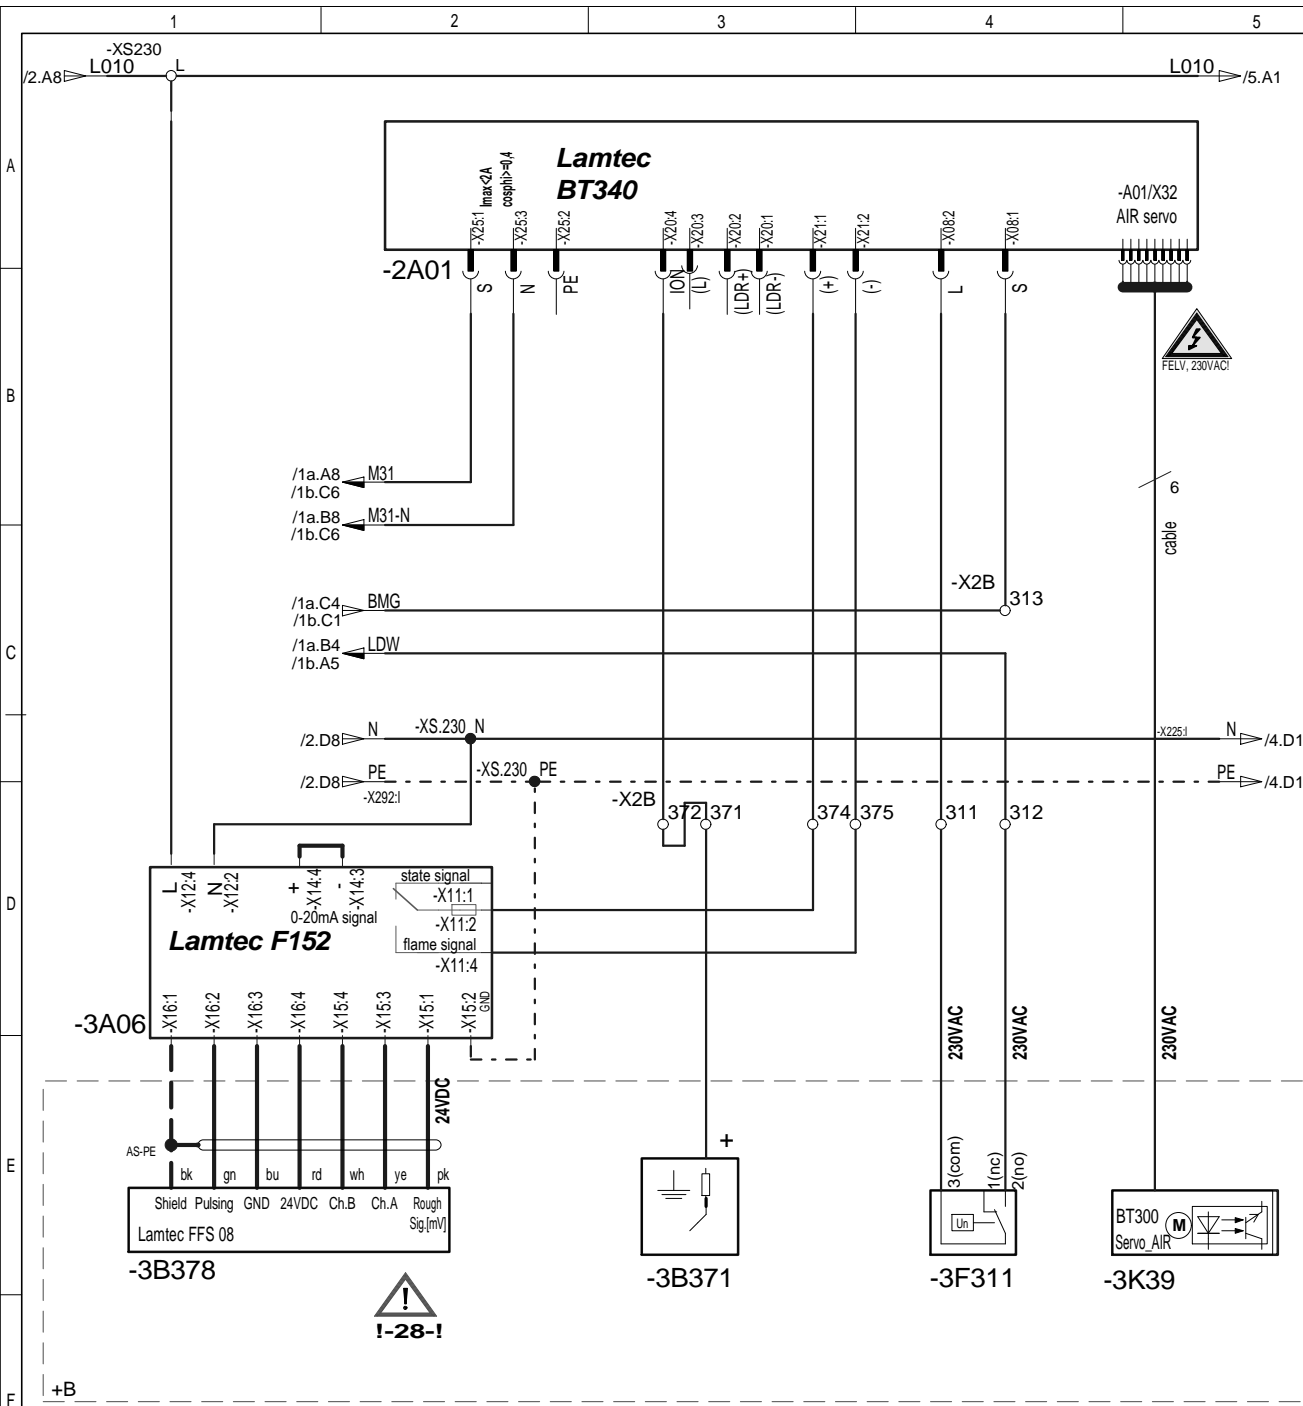 1 2 3 4 5
-XS230
/2.A8 L010 L L010 /5.A1
A
Lamtec
BT340
Imax<2A
cosphi>=0,4
-X25:1
-X25:3
-X25:2
-X20:4
-X20:3
-X20:2
-X20:1
-X21:1
-X21:2
-X08:2
-X08:1
-A01/X32
AIR servo
-2A01
S
N
PE
ION
(L)
(LDR+)
(LDR-)
(+)
(-)
L
S
FELV, 230VAC!
B
/1a.A8 M31
/1b.C6
/1a.B8 M31-N
/1b.C6
6
cable
-X2B
/1a.C4 BMG 313
/1b.C1
C
/1a.B4 LDW
/1b.A5
/2.D8 N -XS.230 N -X225:I N /4.D1
/2.D8 PE -XS.230 PE PE /4.D1
-X292:I
-X2B
372 371 374 375 311 312
D
L
-X12:4
N
-X12:2
+
-X14:4
-
-X14:3
0-20mA signal
state signal
-X11:1
-X11:2
flame signal
-X11:4
Lamtec F152
-3A06
-X16:1
-X16:2
-X16:3
-X16:4
-X15:4
-X15:3
-X15:1
-X15:2
GND
230VAC
230VAC
230VAC
24VDC
E
AS-PE
bk gn bu rd wh ye pk
Shield Pulsing GND 24VDC Ch.B Ch.A Rough
Sig.[mV]
Lamtec FFS 08
-3B378
+
-3B371
3(com)
1(nc)
2(no)
Un
-3F311
BT300
Servo_AIR
M
-3K39
!
!-28-!
+B
F